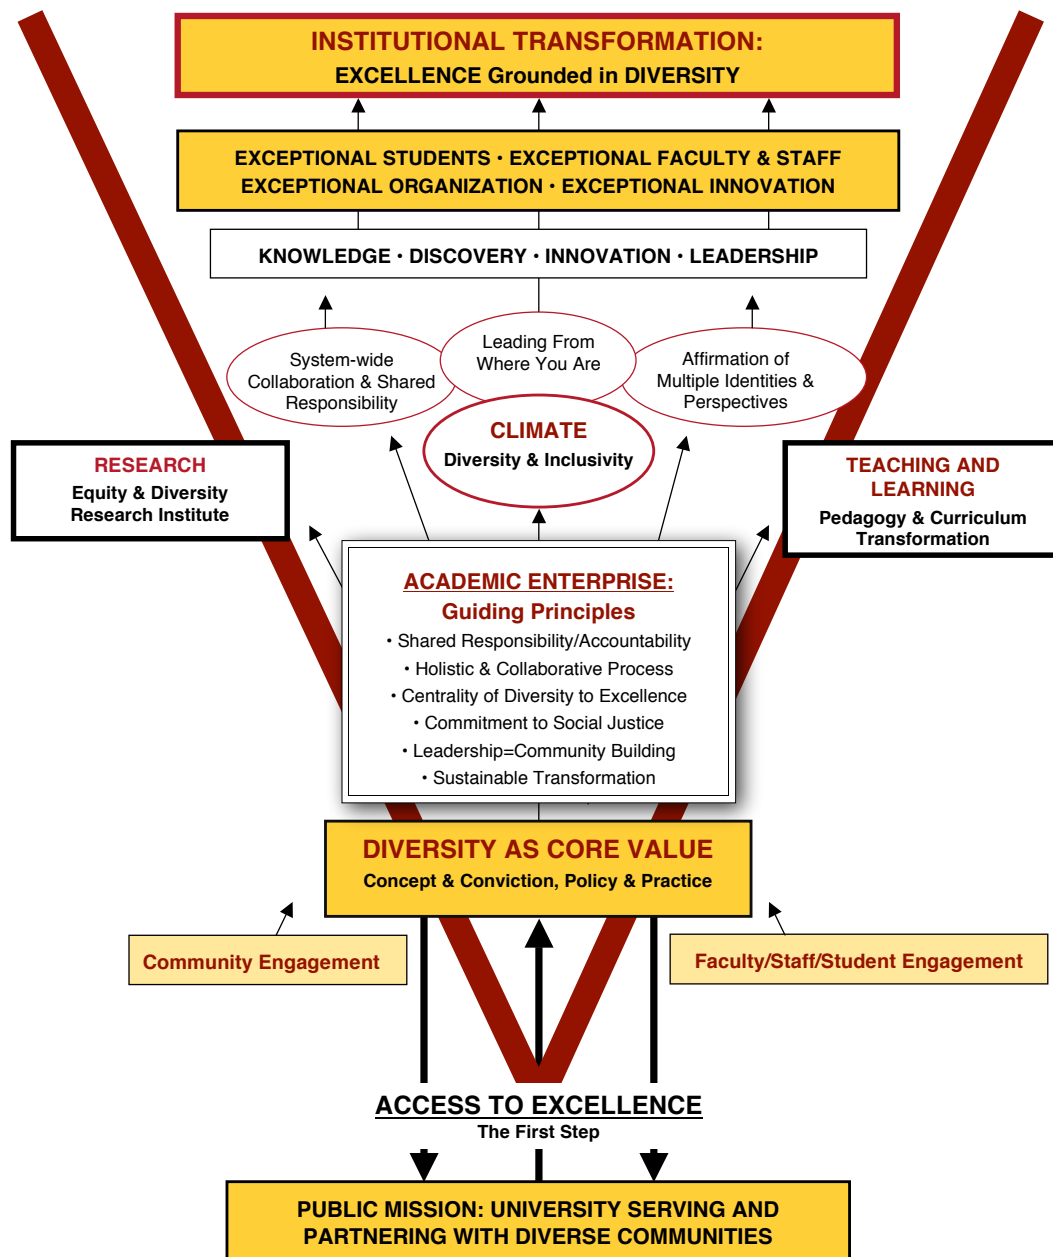 INSTITUTIONAL TRANSFORMATION:
EXCELLENCE Grounded in DIVERSITY
EXCEPTIONAL STUDENTS • EXCEPTIONAL FACULTY & STAFF
EXCEPTIONAL ORGANIZATION • EXCEPTIONAL INNOVATION
KNOWLEDGE • DISCOVERY • INNOVATION • LEADERSHIP
System-wide
Collaboration & Shared
Responsibility
Leading From
Where You Are
Affirmation of
Multiple Identities &
Perspectives
CLIMATE
Diversity & Inclusivity
RESEARCH
Equity & Diversity
Research Institute
TEACHING AND
LEARNING
Pedagogy & Curriculum
Transformation
ACADEMIC ENTERPRISE:
Guiding Principles
• Shared Responsibility/Accountability
• Holistic & Collaborative Process
• Centrality of Diversity to Excellence
• Commitment to Social Justice
• Leadership=Community Building
• Sustainable Transformation
DIVERSITY AS CORE VALUE
Concept & Conviction, Policy & Practice
Community Engagement
Faculty/Staff/Student Engagement
ACCESS TO EXCELLENCE
The First Step
PUBLIC MISSION: UNIVERSITY SERVING AND
PARTNERING WITH DIVERSE COMMUNITIES